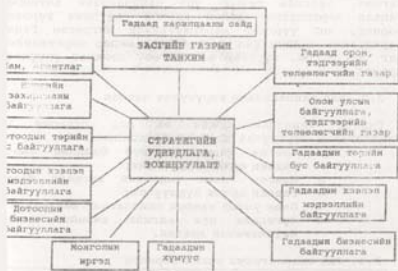 Гадаад харилцааны сайд
ЗАСГИЙН ГАЗРЫН
ТАНХИМ
Гадаад орон,
тэдгээрийн
төлөөлөгчийн газар
Олон улсын
байгууллага,
тэдгээрийн
төлөөлөгчийн газар
захиргааны
байгууллага
СТРАТЕГИЙН
УДИРДЛАГА,
ЗОХИЦУУЛАЛТ
отоодын төрийн
с байгууллага
Гадаадын төрийн
бус байгууллага
тоодын хэвлэл
мэдээллийн
байгууллага
Гадаадын хэвлэл
мэдээллийн
байгууллага
Дотоодын
бизнесийн
байгууллага
Гадаадын бизнесийн
байгууллага
Монголын
иргэд
Гадаадын
хүмүүс